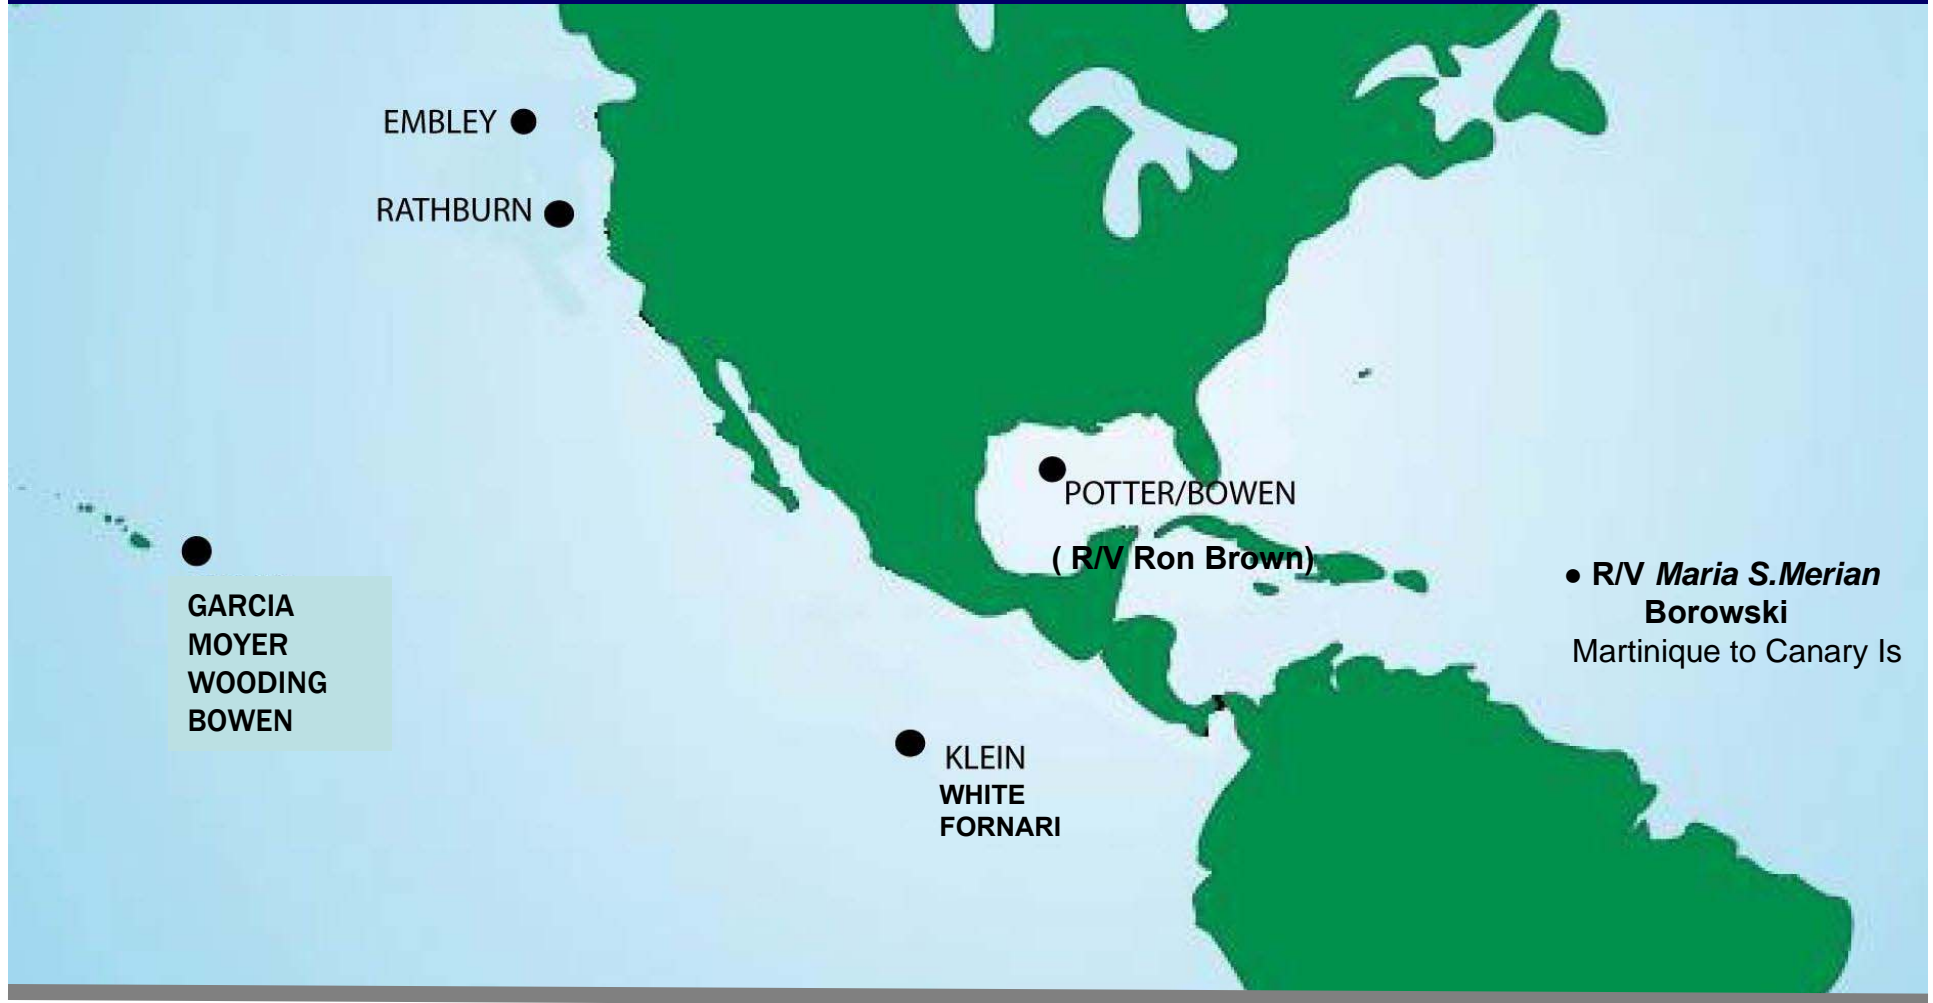 EMBLEY
RATHBURN
POTTER/BOWEN
( R/V Ron Brown)
● R/V Maria S.Merian
Borowski
Martinique to Canary Is
GARCIA
MOYER
WOODING
BOWEN
KLEIN
WHITE
FORNARI